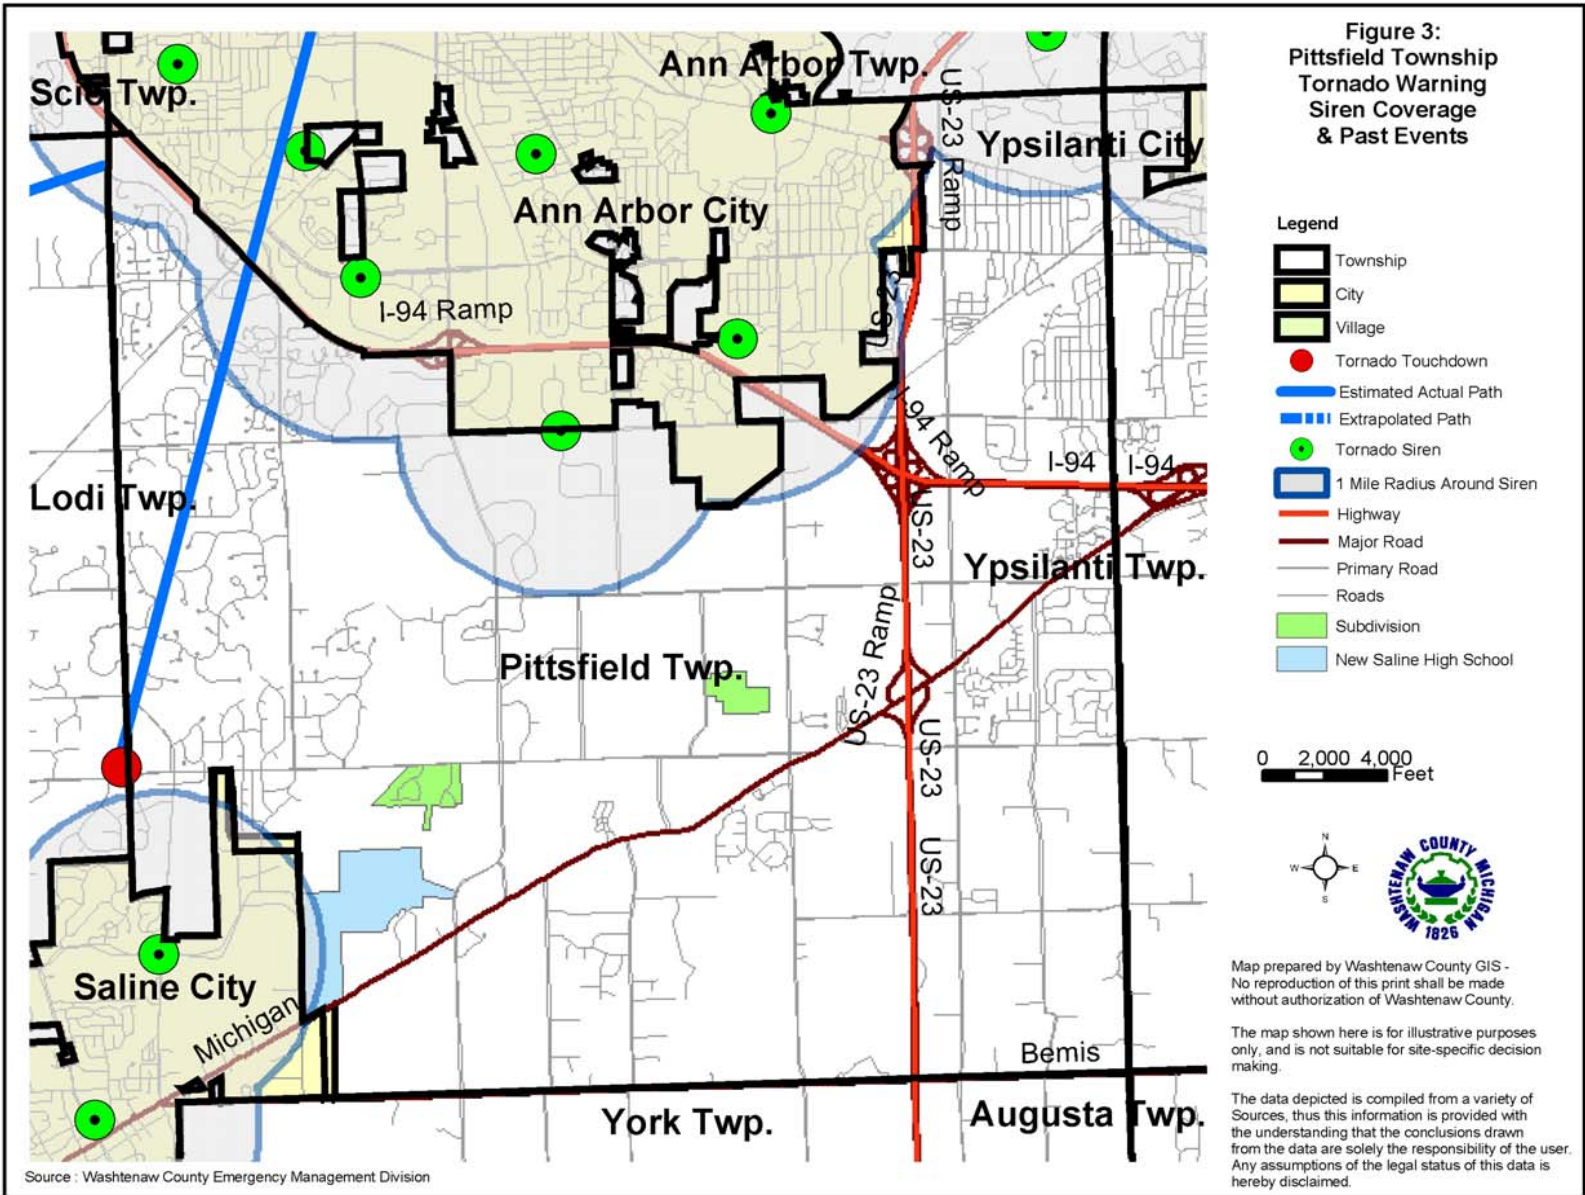 Figure 3:
Pittsfield Township
Tornado Warning
Siren Coverage
& Past Events
Scio Twp.
Ann Arbor Twp.
US-23 Ramp
Ypsilanti City
Ann Arbor City
US-23
I-94 Ramp
I-94 Ramp
I-94
I-94
Lodi Twp.
US-23
Ypsilanti Twp.
US-23 Ramp
Pittsfield Twp.
US-23
US-23
Saline City
Michigan
Bemis
York Twp.
Augusta Twp.
Source : Washtenaw County Emergency Management Division
Legend
Township
City
Village
Tornado Touchdown
Estimated Actual Path
Extrapolated Path
Tornado Siren
1 Mile Radius Around Siren
Highway
Major Road
Primary Road
Roads
Subdivision
New Saline High School
0 2,000 4,000
Feet
N
W E
S
WASHTENAW COUNTY MICHIGAN
1826
Map prepared by Washtenaw County GIS -
No reproduction of this print shall be made
without authorization of Washtenaw County.
The map shown here is for illustrative purposes
only, and is not suitable for site-specific decision
making.
The data depicted is compiled from a variety of
Sources, thus this information is provided with
the understanding that the conclusions drawn
from the data are solely the responsibility of the user.
Any assumptions of the legal status of this data is
hereby disclaimed.